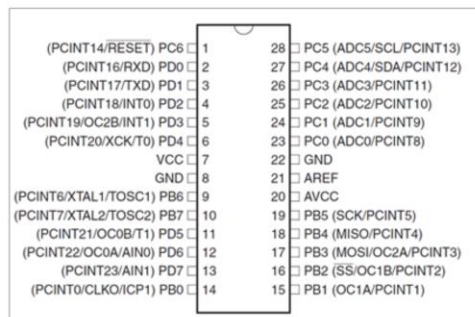 (PCINT14/RESET) PC6 1 28 PC5 (ADC5/SCL/PCINT13)
(PCINT16/RXD) PD0 2 27 PC4 (ADC4/SDA/PCINT12)
(PCINT17/TXD) PD1 3 26 PC3 (ADC3/PCINT11)
(PCINT18/INT0) PD2 4 25 PC2 (ADC2/PCINT10)
(PCINT19/OC2B/INT1) PD3 5 24 PC1 (ADC1/PCINT9)
(PCINT20/XCK/T0) PD4 6 23 PC0 (ADC0/PCINT8)
VCC 7 22 GND
GND 8 21 AREF
(PCINT6/XTAL1/TOSC1) PB6 9 20 AVCC
(PCINT7/XTAL2/TOSC2) PB7 10 19 PB5 (SCK/PCINT5)
(PCINT21/OC0B/T1) PD5 11 18 PB4 (MISO/PCINT4)
(PCINT22/OC0A/AIN0) PD6 12 17 PB3 (MOSI/OC2A/PCINT3)
(PCINT23/AIN1) PD7 13 16 PB2 (SS/OC1B/PCINT2)
(PCINT0/CLKO/ICP1) PB0 14 15 PB1 (OC1A/PCINT1)